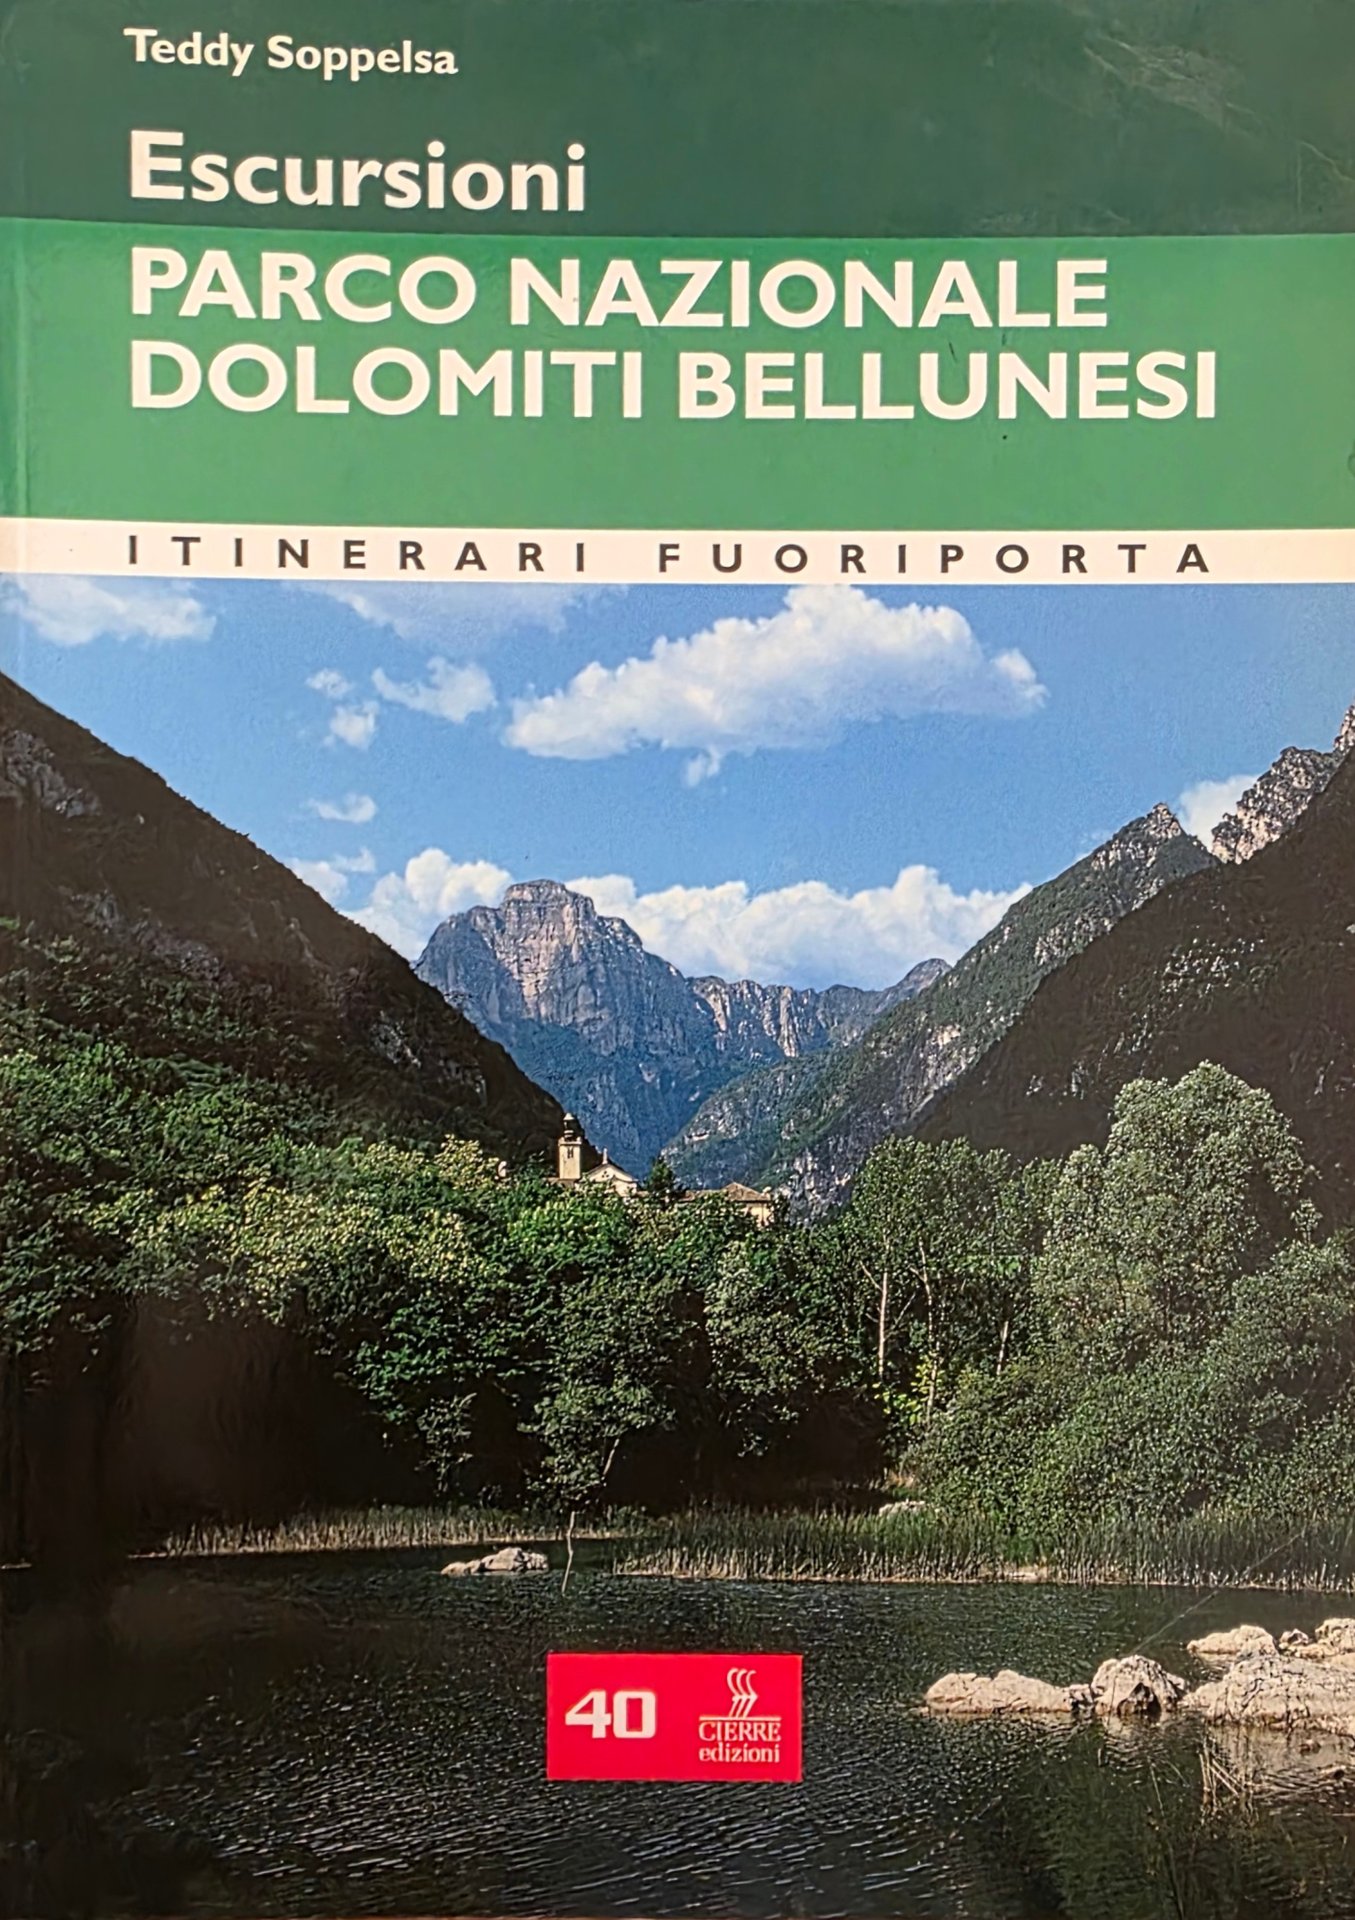 Teddy Soppelsa
Escursioni
PARCO NAZIONALE
DOLOMITI BELLUNESI
ITINERARI FUORIPORTA
40
CIERRE
edizioni